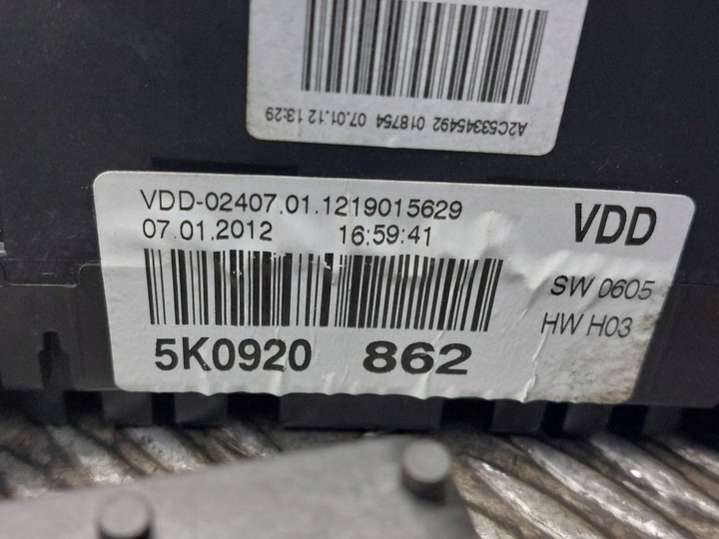 A2C53345492 018754 07.01.12 13:29
VDD-02407.01.1219015629
07.01.2012 16:59:41
VDD
SW 0605
HW H03
5K0920 862